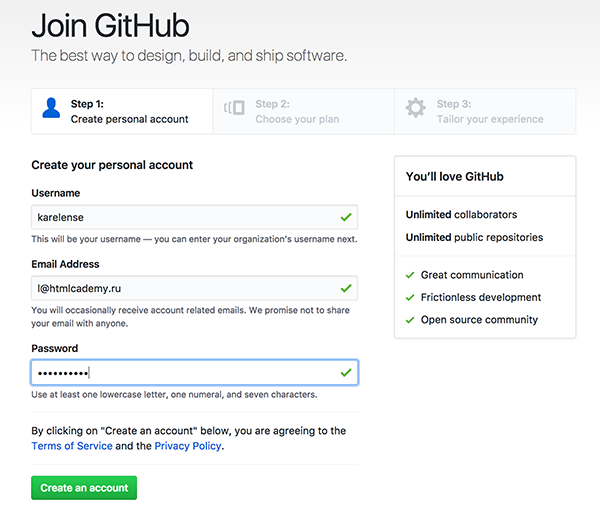 Join GitHub
The best way to design, build, and ship software.
Step 1:
Create personal account
Step 2:
Choose your plan
Step 3:
Tailor your experience
Create your personal account
Username
karelense
This will be your username — you can enter your organization's username next.
Email Address
l@htmlcademy.ru
You will occasionally receive account related emails. We promise not to share
your email with anyone.
Password
••••••••••
Use at least one lowercase letter, one numeral, and seven characters.
By clicking on "Create an account" below, you are agreeing to the
Terms of Service and the Privacy Policy.
Create an account
You'll love GitHub
Unlimited collaborators
Unlimited public repositories
Great communication
Frictionless development
Open source community